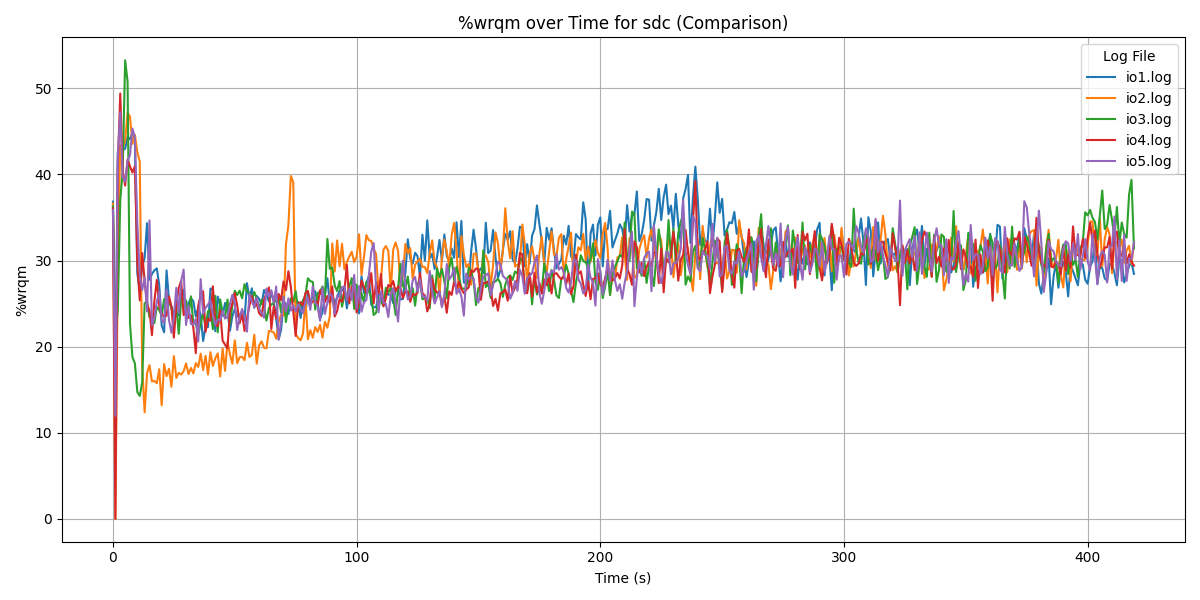 %wrqm over Time for sdc (Comparison)
%wrqm
50
40
30
20
10
0
0
100
200
300
400
Time (s)
Log File
io1.log
io2.log
io3.log
io4.log
io5.log